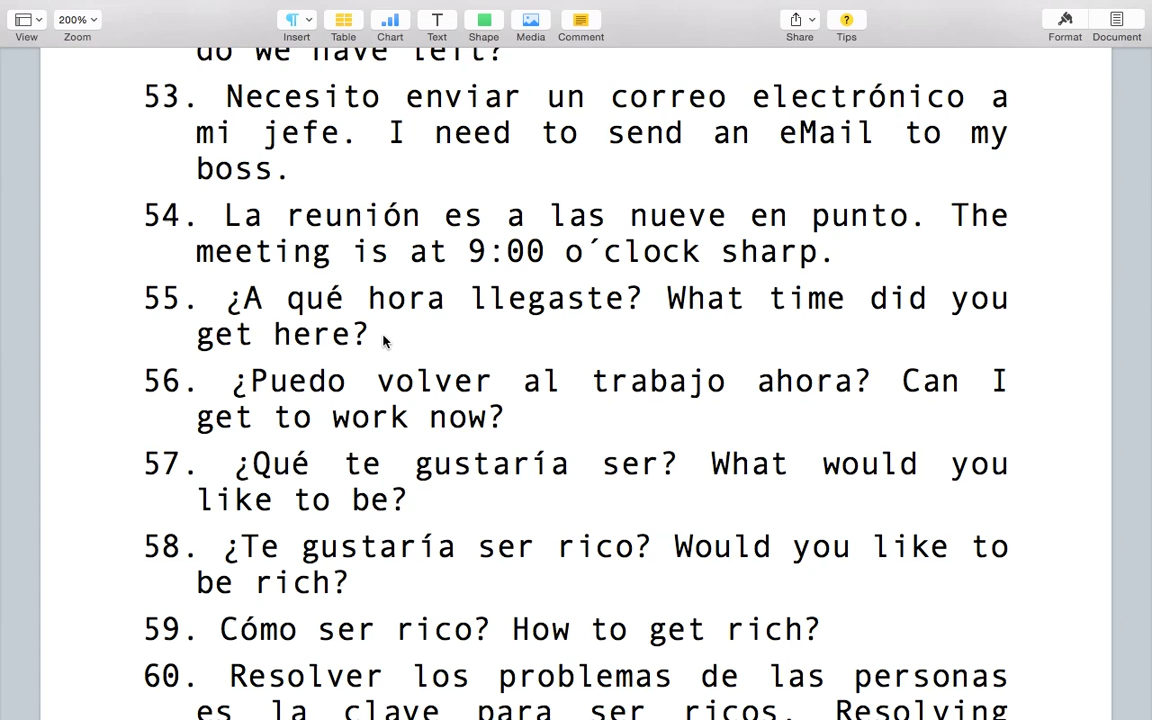 200%
View
Zoom
Insert
Table
Chart
Text
Shape
Media
Comment
Share
?
Tips
Format
Document
do we have left?
53. Necesito enviar un correo electrónico a
mi jefe. I need to send an eMail to my
boss.
54. La reunión es a las nueve en punto. The
meeting is at 9:00 o´clock sharp.
55. ¿A qué hora llegaste? What time did you
get here?
56. ¿Puedo volver al trabajo ahora? Can I
get to work now?
57. ¿Qué te gustaría ser? What would you
like to be?
58. ¿Te gustaría ser rico? Would you like to
be rich?
59. Cómo ser rico? How to get rich?
60. Resolver los problemas de las personas
es la clave para ser ricos. Resolving